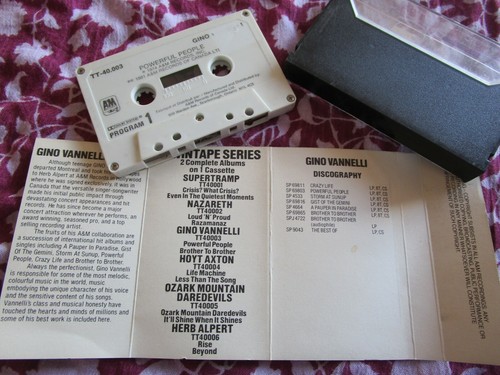 TT-40.003
GINO
POWERFUL PEOPLE
A&M
PROGRAM 1
GINO VANNELLI
Although teenage Gino
departed Montreal and took
Herb Alpert at A&M Records in Hollywood
where he was signed exclusively, it was in
Canada that the versatile singer-songwriter
made his initial public impact through
devastating concert appearances and hit
records. He has since become a major
concert attraction wherever he performs, an
award winning, seasoned pro, and a top
selling recording artist.
The fruits of his A&M collaboration are
a succession of international hit albums and
singles including A Pauper in Paradise, Gist
Of The Gemini, Storm At Sunup, Powerful
People, Crazy Life and Brother to Brother.
Always the perfectionist, Gino Vannelli
is responsible for some of the most melodic,
colourful music in the world, music
embodying the unique character of his voice
and the sensitive content of his songs.
Vannelli's class and musical honesty have
touched the hearts and minds of millions and
some of his best work is included here.
TWINTAPE SERIES
2 Complete Albums
on 1 Cassette
SUPERTRAMP
TT40001
Crisis? What Crisis?
Even In The Quietest Moments
NAZARETH
TT40002
Loud 'N' Proud
Razamanaz
GINO VANNELLI
TT40003
Powerful People
Brother To Brother
HOYT AXTON
TT40004
Life Machine
Less Than The Song
OZARK MOUNTAIN
DAREDEVILS
TT40005
Ozark Mountain Daredevils
It'll Shine When It Shines
HERB ALPERT
TT40006
Rise
Beyond
GINO VANNELLI
DISCOGRAPHY
CRAZY LIFE
POWERFUL PEOPLE
STORM AT SUNUP
GIST OF THE GEMINI
A PAUPER IN PARADISE
BROTHER TO BROTHER
BROTHER TO BROTHER
(audiophile) LP
SP 9043 THE BEST OF